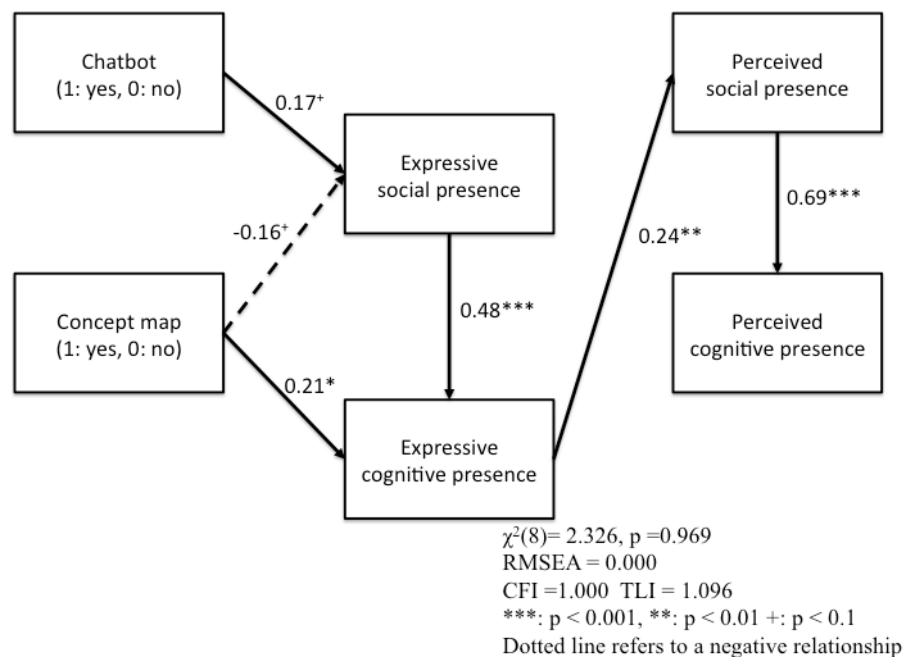 Chatbot
(1: yes, 0: no)
Perceived
social presence
0.17⁺
Expressive
social presence
0.69***
-0.16⁺
0.24**
Concept map
(1: yes, 0: no)
0.48***
Perceived
cognitive presence
0.21*
Expressive
cognitive presence
χ²(8)= 2.326, p =0.969
RMSEA = 0.000
CFI =1.000 TLI = 1.096
***: p < 0.001, **: p < 0.01 +: p < 0.1
Dotted line refers to a negative relationship